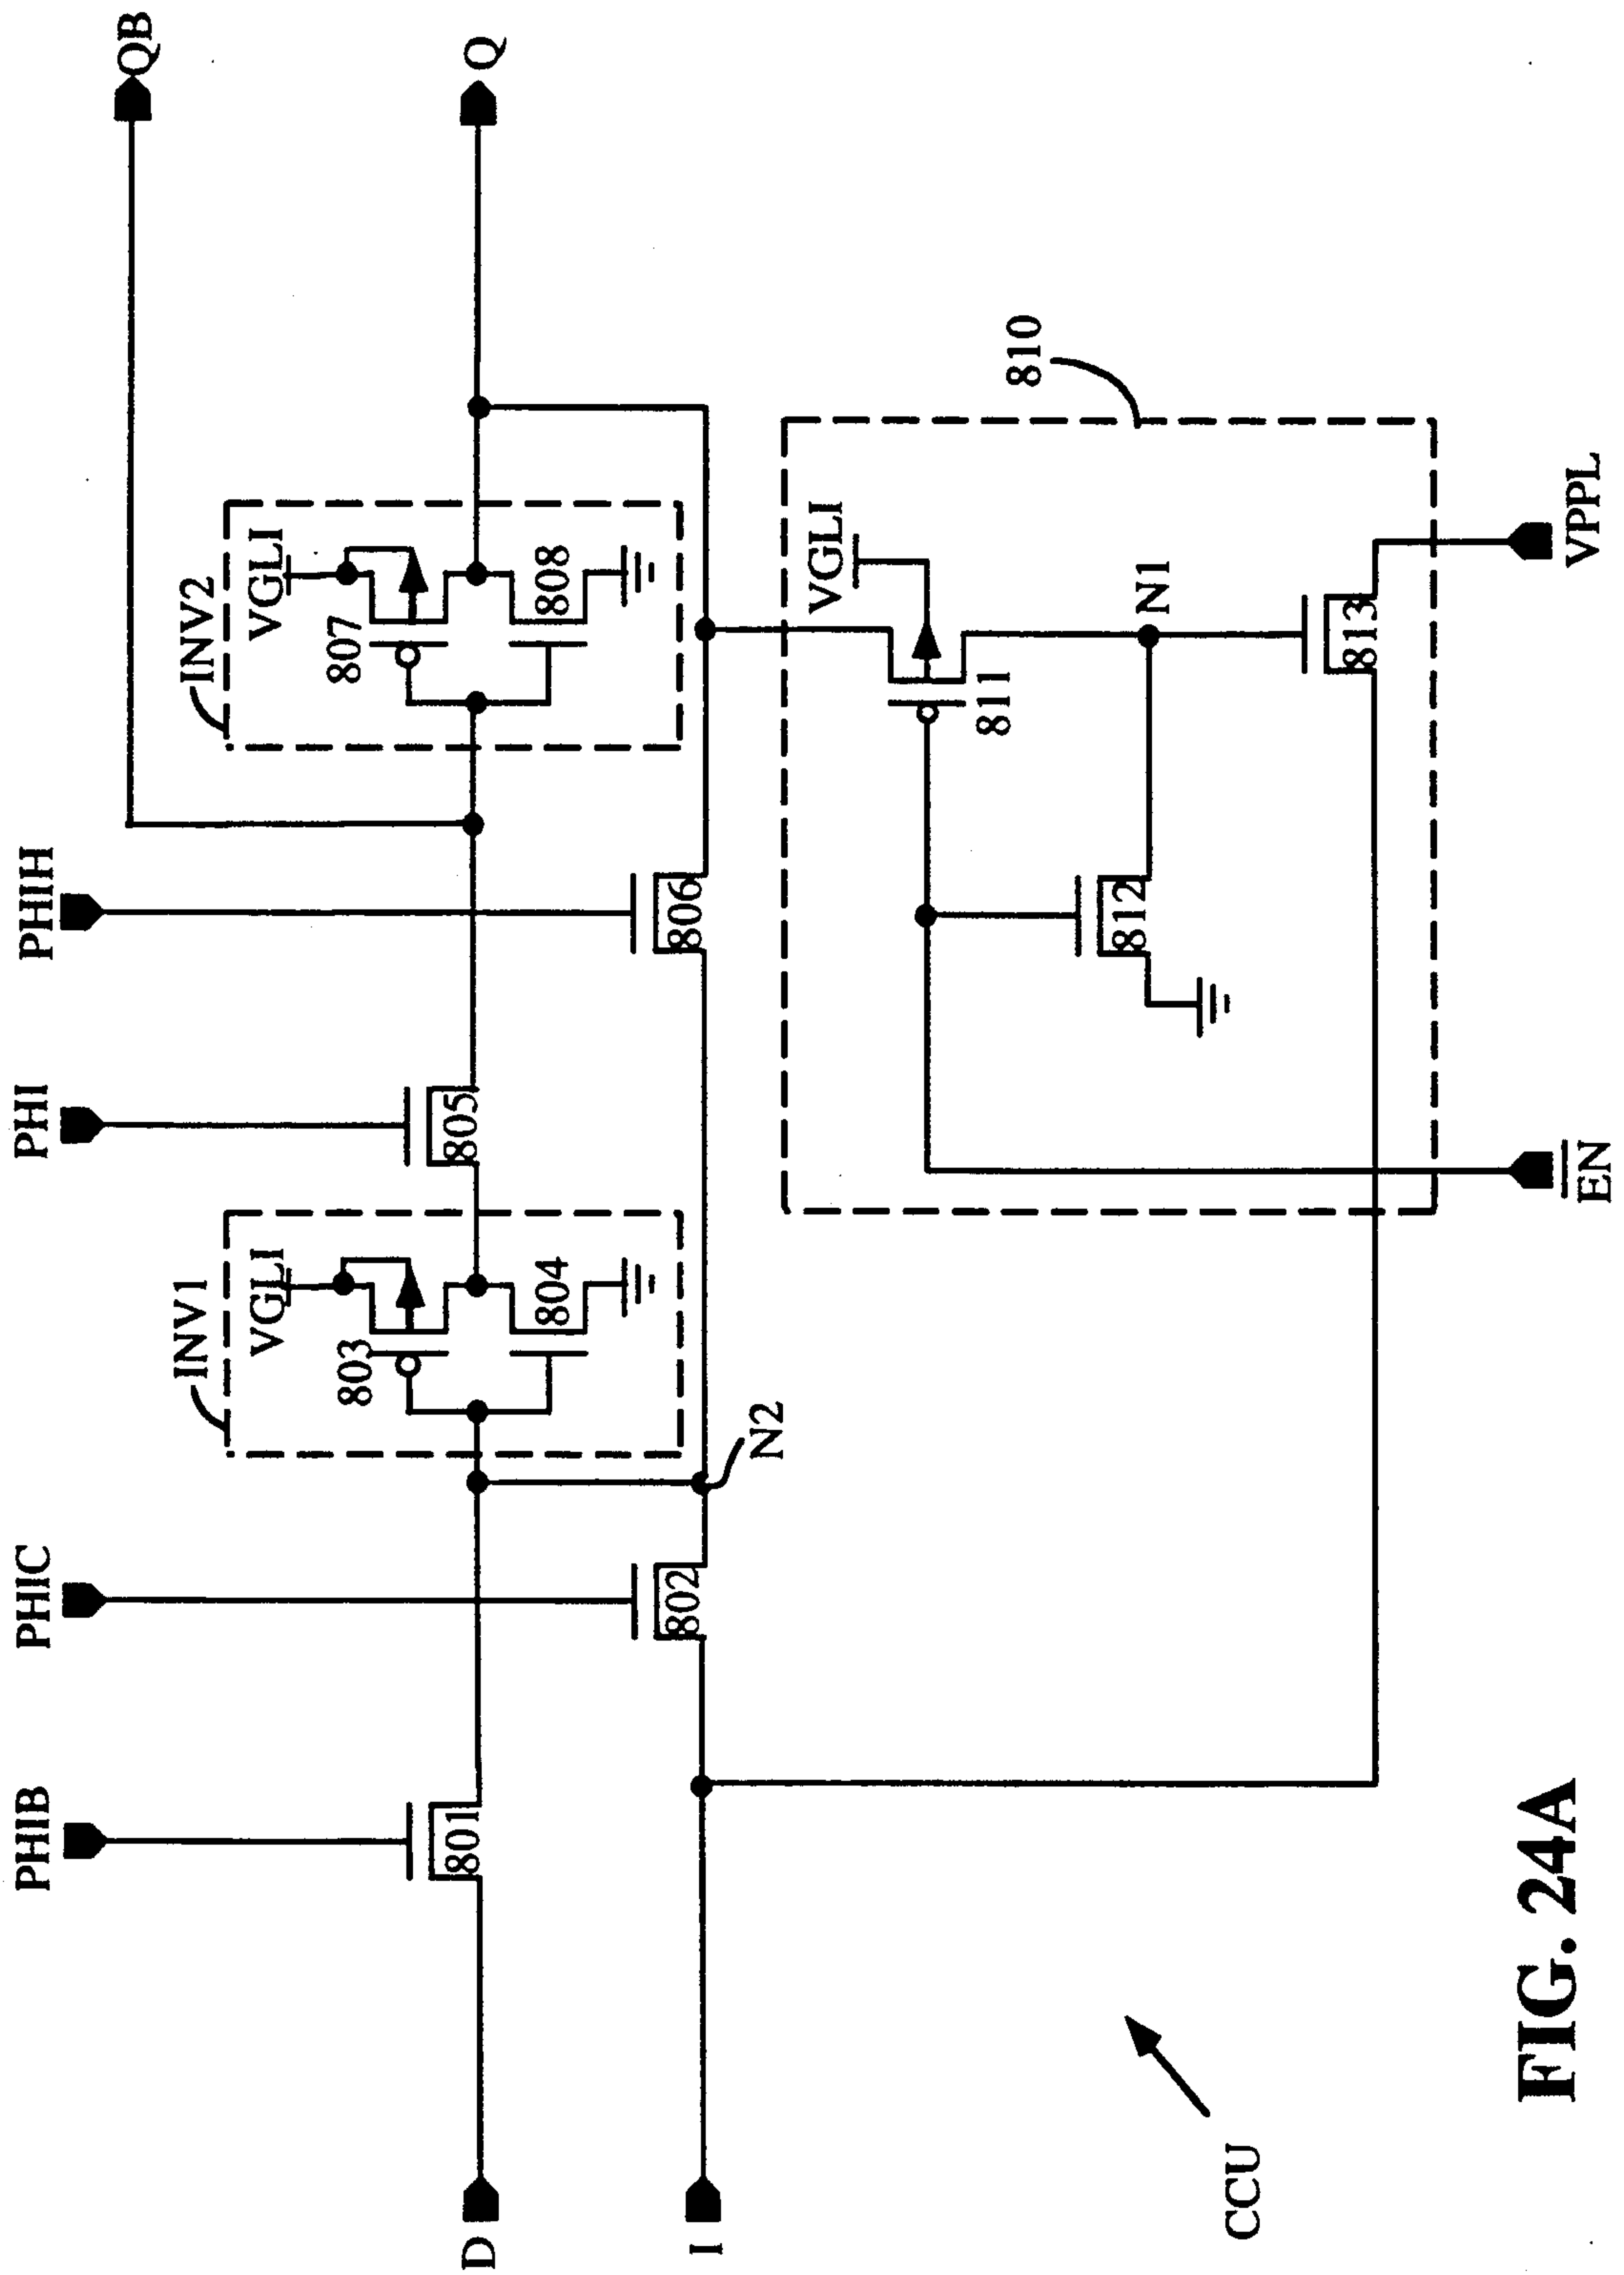 PHIB
PHIC
PHI
PHIH
QB
INV1
INV2
VGLI
VGLI
803
807
D
801
805
804
808
Q
I
802
806
N2
810
VGLI
811
812
N1
813
CCU
EN
VPPL
FIG. 24A